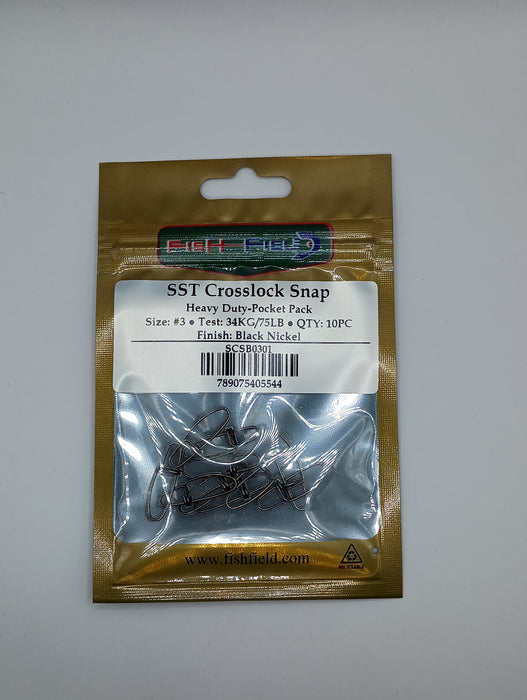 FISH FIELD
SST Crosslock Snap
Heavy Duty-Pocket Pack
Size: #3 ● Test: 34KG/75LB ● QTY: 10PC
Finish: Black Nickel
SCSB0301
789075405544
www.fishfield.com
RECYCLABLE